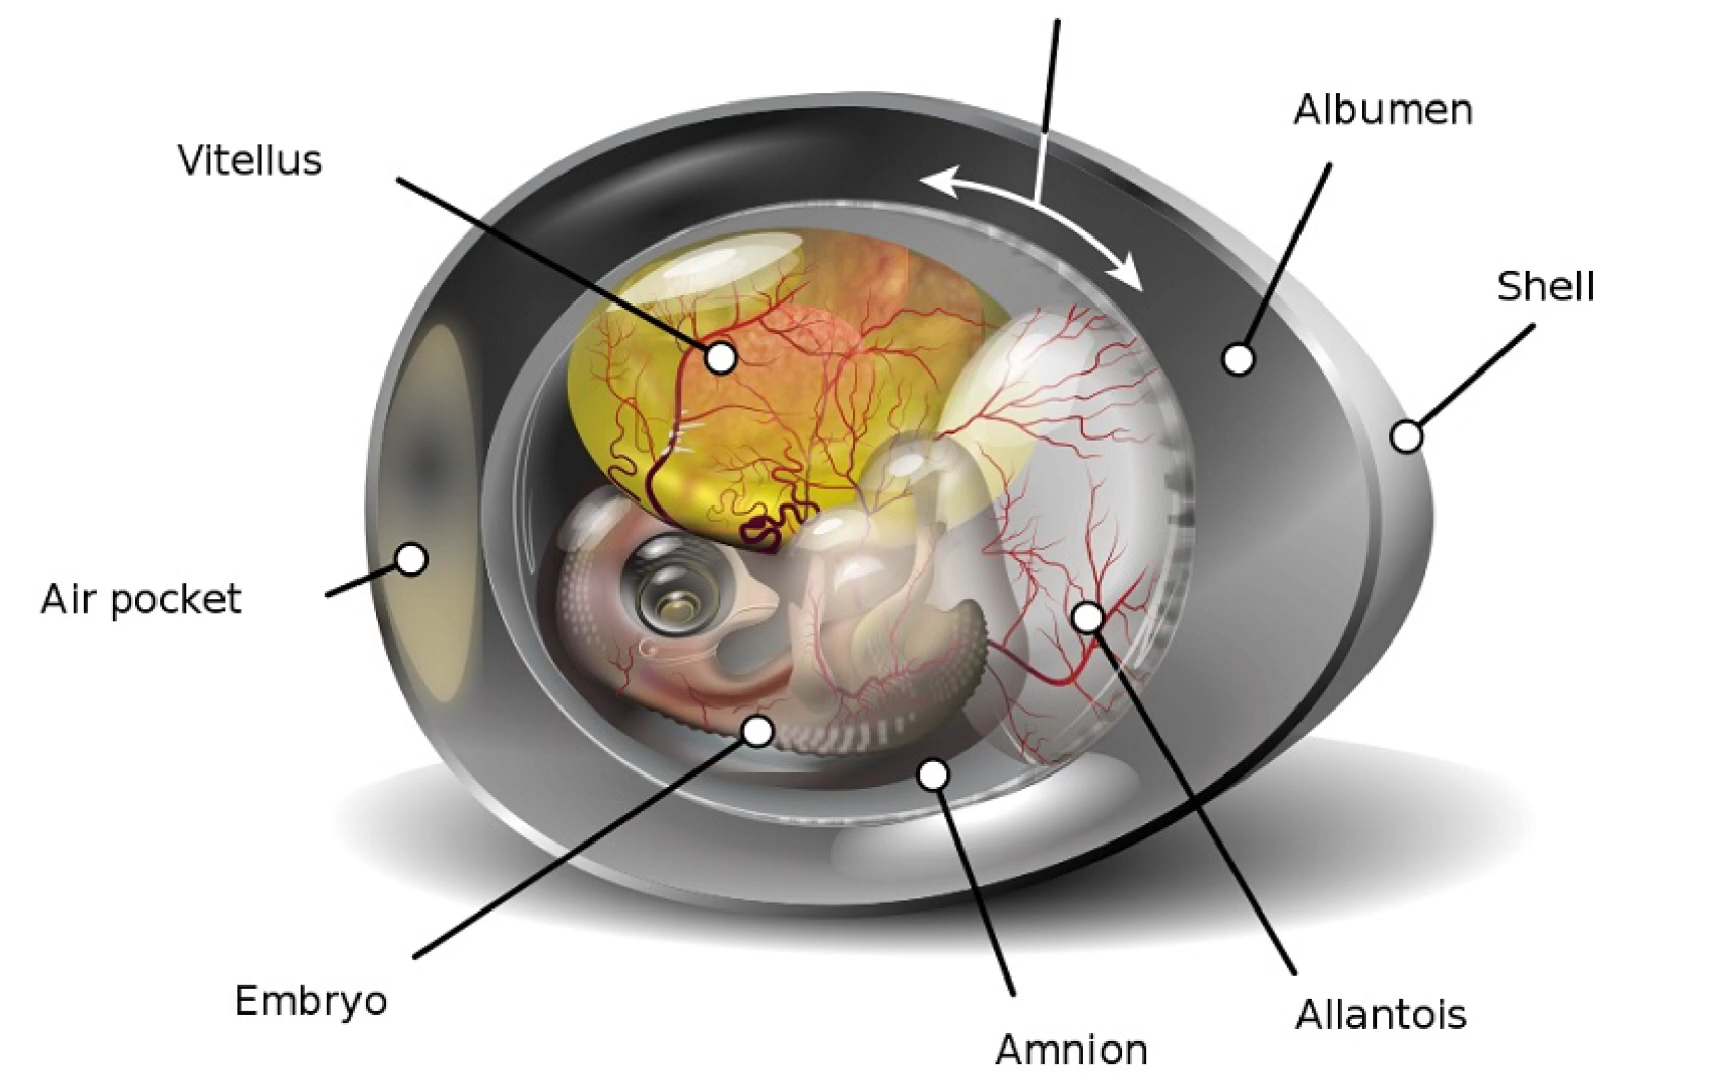 Albumen
Vitellus
Shell
Air pocket
Embryo
Allantois
Amnion